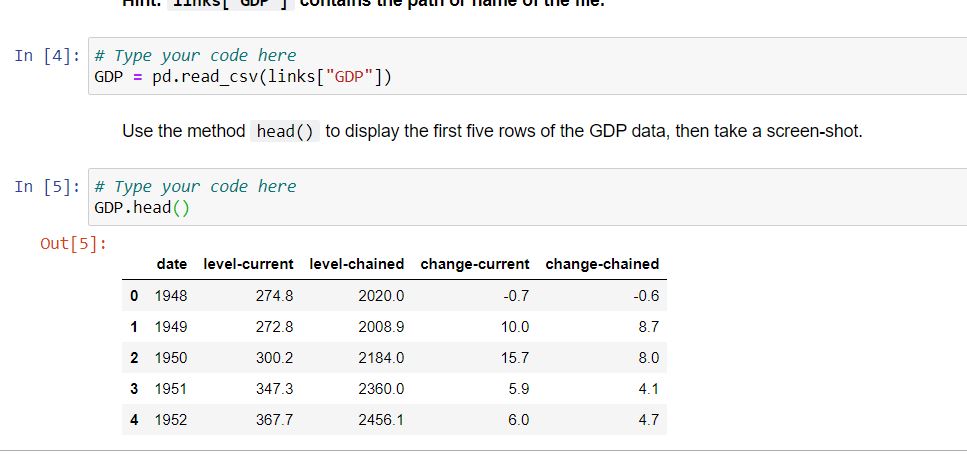 Hint: links["GDP"] contains the path or name of the file.
In [4]: # Type your code here
GDP = pd.read_csv(links["GDP"])
Use the method head() to display the first five rows of the GDP data, then take a screen-shot.
In [5]: # Type your code here
GDP.head()
Out[5]:
date level-current level-chained change-current change-chained
0 1948 274.8 2020.0 -0.7 -0.6
1 1949 272.8 2008.9 10.0 8.7
2 1950 300.2 2184.0 15.7 8.0
3 1951 347.3 2360.0 5.9 4.1
4 1952 367.7 2456.1 6.0 4.7